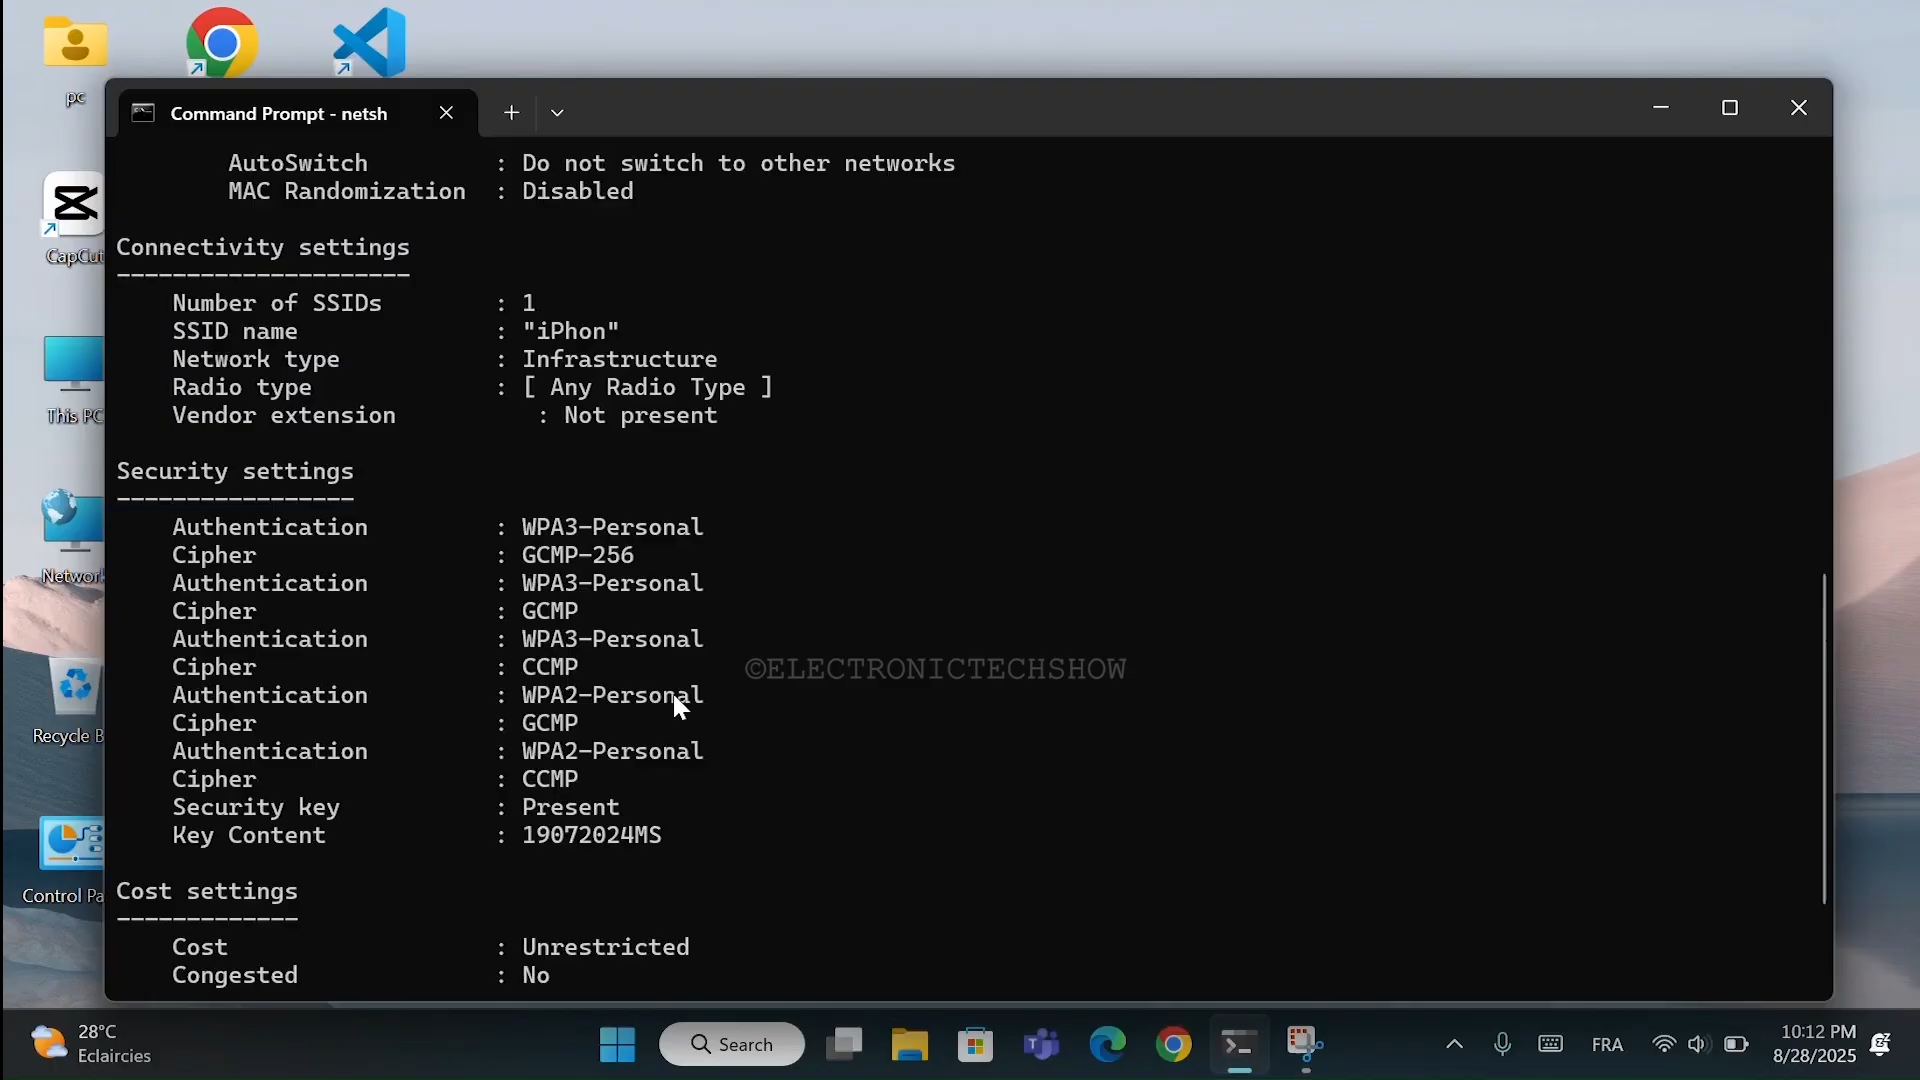 pc
Command Prompt - netsh
AutoSwitch : Do not switch to other networks
MAC Randomization : Disabled
CapCut
Connectivity settings
---------------------
Number of SSIDs : 1
SSID name : "iPhon"
Network type : Infrastructure
Radio type : [ Any Radio Type ]
Vendor extension : Not present
This PC
Security settings
-----------------
Authentication : WPA3-Personal
Cipher : GCMP-256
Authentication : WPA3-Personal
Cipher : GCMP
Authentication : WPA3-Personal
Cipher : CCMP
Authentication : WPA2-Personal
Cipher : GCMP
Authentication : WPA2-Personal
Cipher : CCMP
Security key : Present
Key Content : 19072024MS
Network
©ELECTRONICTECHSHOW
Recycle B
Control Pa
Cost settings
-------------
Cost : Unrestricted
Congested : No
28°C
Eclaircies
Search
FRA
10:12 PM
8/28/2025